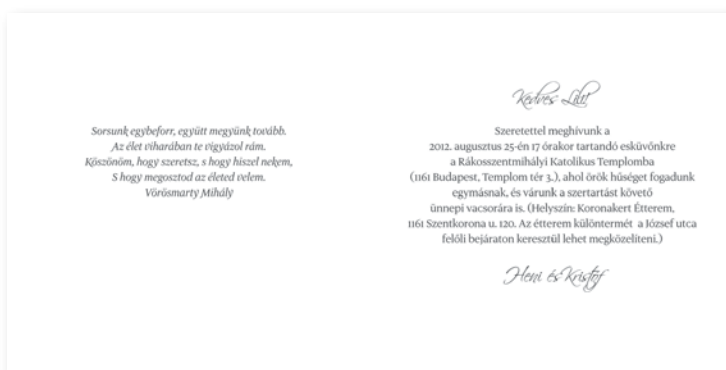 Sorsunk egybeforr, együtt megyünk tovább.
Az élet viharában te vigyázol rám.
Köszönöm, hogy szeretsz, s hogy hiszel nekem,
S hogy megosztod az életed velem.
Vörösmarty Mihály
Kedves Lili!
Szeretettel meghívunk a
2012. augusztus 25-én 17 órakor tartandó esküvőnkre
a Rákosszentmihályi Katolikus Templomba
(1161 Budapest, Templom tér 3.), ahol örök hűséget fogadunk
egymásnak, és várunk a szertartást követő
ünnepi vacsorára is. (Helyszín: Koronakert Étterem,
1161 Szentkorona u. 120. Az étterem különtermét a József utca
felőli bejáraton keresztül lehet megközelíteni.)
Heni és Kristóf